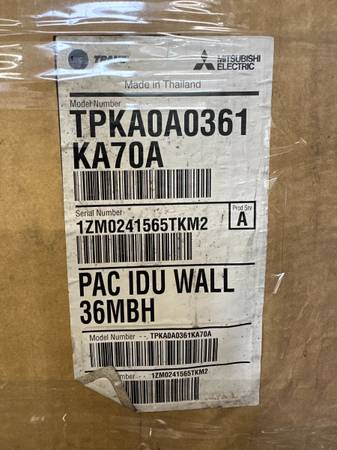 TRANE
MITSUBISHI
ELECTRIC
Made in Thailand
Model Number
TPKA0A0361
KA70A
Serial Number
1ZM0241565TKM2
Prod Srv
A
PAC IDU WALL
36MBH
Model Number - - TPKA0A0361KA70A
1ZM0241565TKM2